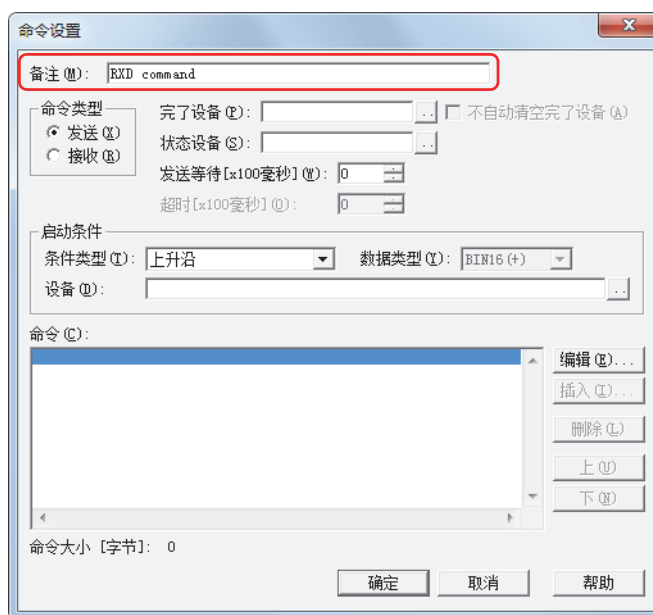 命令设置
备注(M): RXD command
命令类型
发送(X)
接收(R)
完了设备(P): .. 不自动清空完了设备(A)
状态设备(S): ..
发送等待[x100毫秒](W): 0
超时[x100毫秒](O): 0
启动条件
条件类型(T): 上升沿 数据类型(Y): BIN16(+)
设备(D): ..
命令(C):
编辑(E)...
插入(I)...
删除(L)
上(U)
下(N)
命令大小 [字节]: 0
确定 取消 帮助